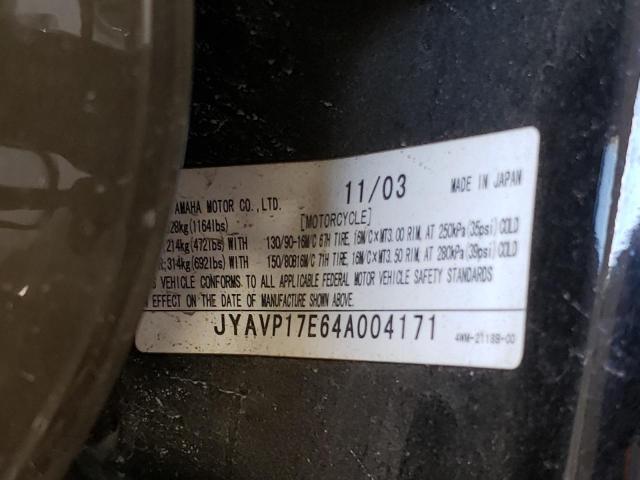 11/03 MADE IN JAPAN
YAMAHA MOTOR CO.,LTD.
[MOTORCYCLE]
28kg(1164lbs)
214kg(472lbs) WITH 130/90-16M/C 67H TIRE, 16M/C×MT3.00 RIM, AT 250kPa(35psi)COLD
;314kg(692lbs) WITH 150/80B16M/C 71H TIRE, 16M/C×MT3.50 RIM, AT 280kPa(39psi)COLD
S VEHICLE CONFORMS TO ALL APPLICABLE FEDERAL MOTOR VEHICLE SAFETY STANDARDS
N EFFECT ON THE DATE OF MANUFACTURE SHOWN ABOVE.
JYAVP17E64A004171 4WM-2118B-00